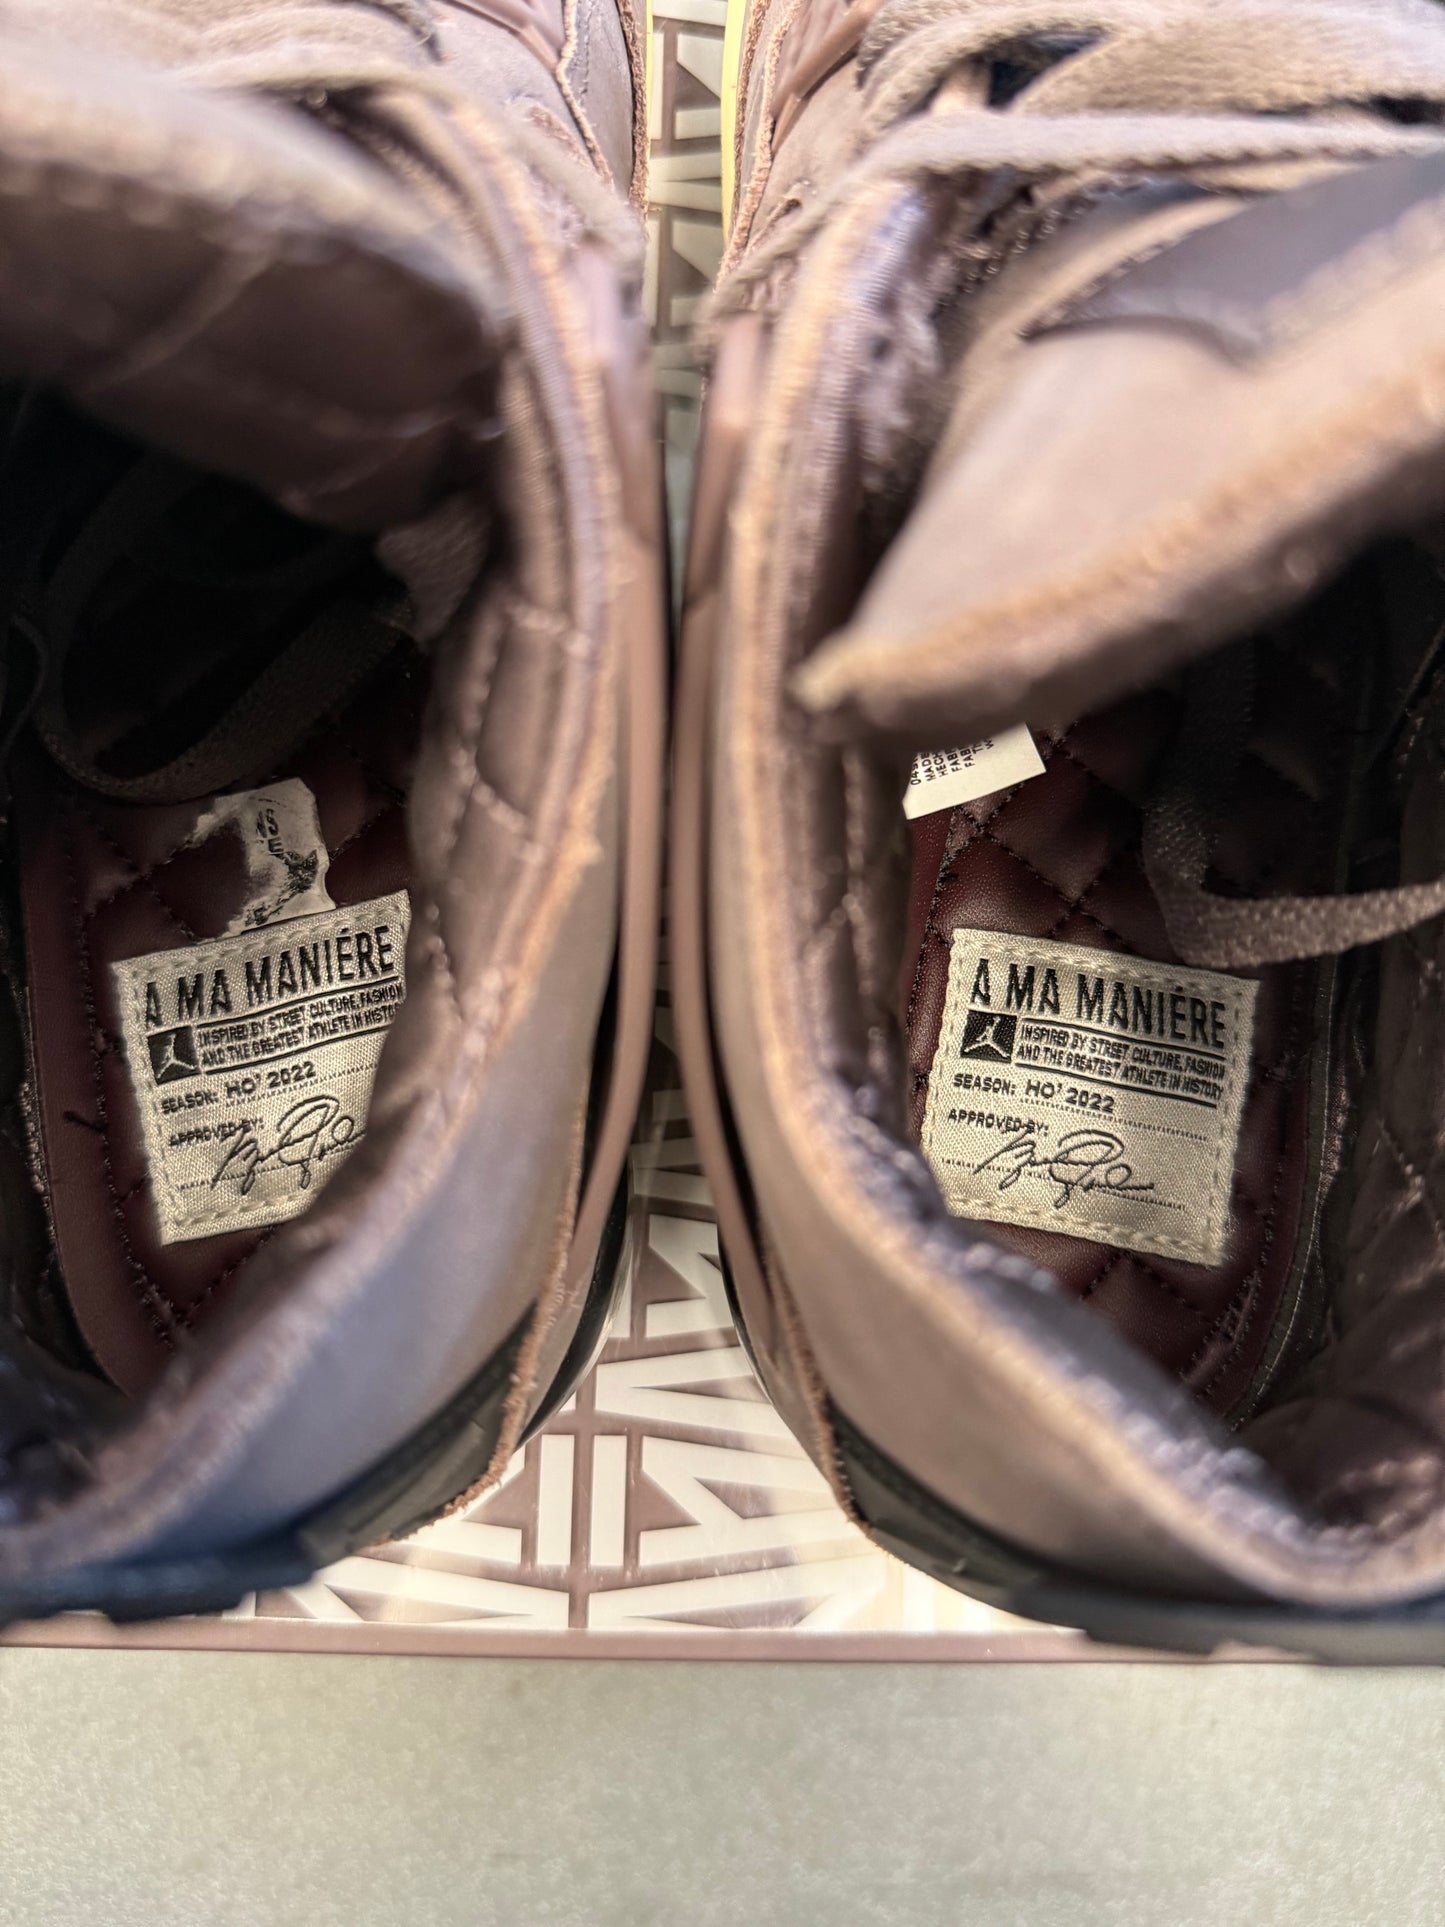 A MA MANIÉRE
INSPIRED BY STREET CULTURE, FASHION
AND THE GREATEST ATHLETE IN HISTORY
SEASON: HO' 2022
APPROVED BY:
A MA MANIÉRE
INSPIRED BY STREET CULTURE, FASHION
AND THE GREATEST ATHLETE IN HISTORY
SEASON: HO' 2022
APPROVED BY: